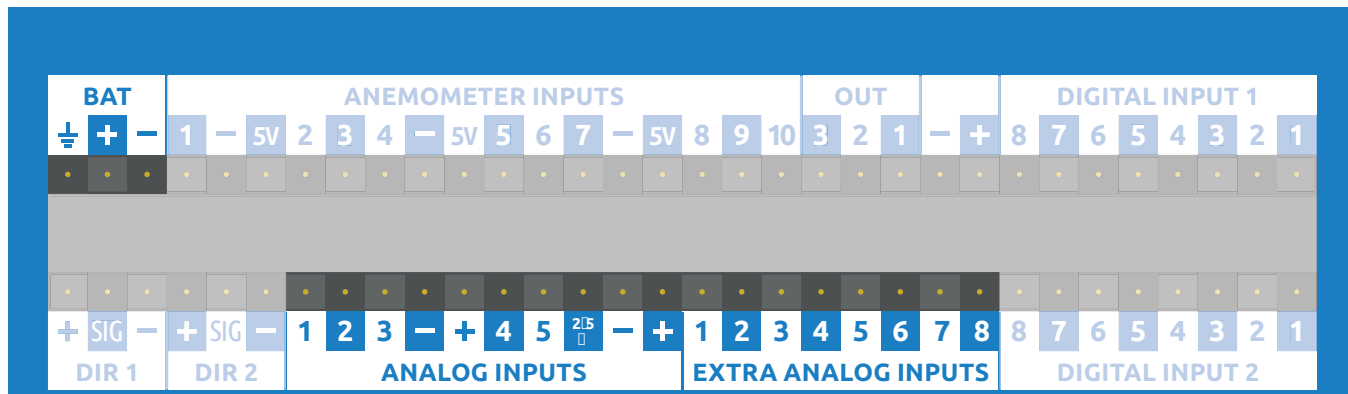 BAT ANEMOMETER INPUTS OUT DIGITAL INPUT 1
+ − 1 − 5V 2 3 4 − 5V 5 6 7 − 5V 8 9 10 3 2 1 − + 8 7 6 5 4 3 2 1
+ SIG − + SIG − 1 2 3 − + 4 5 2▯5 ▯ − + 1 2 3 4 5 6 7 8 8 7 6 5 4 3 2 1
DIR 1 DIR 2 ANALOG INPUTS EXTRA ANALOG INPUTS DIGITAL INPUT 2